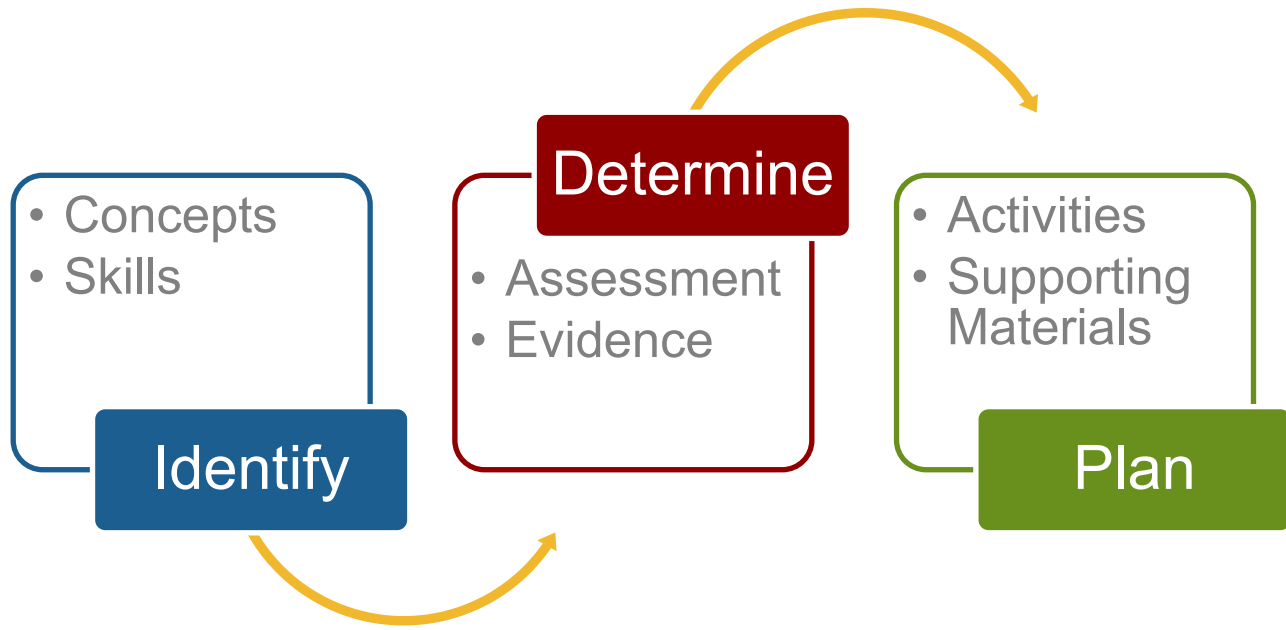 • Concepts
• Skills
Identify
Determine
• Assessment
• Evidence
• Activities
• Supporting
Materials
Plan